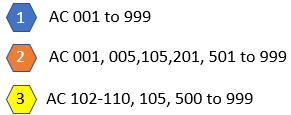 1 AC 001 to 999
2 AC 001, 005,105,201, 501 to 999
3 AC 102-110, 105, 500 to 999